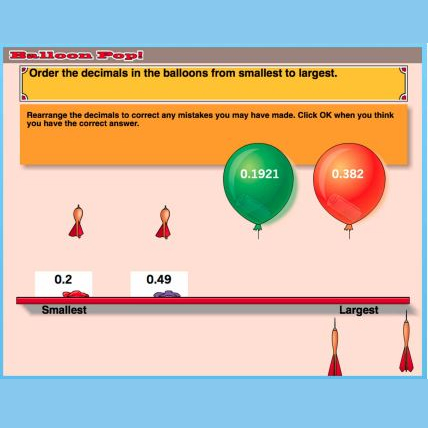 Balloon Pop!
Order the decimals in the balloons from smallest to largest.
Rearrange the decimals to correct any mistakes you may have made. Click OK when you think
you have the correct answer.
0.1921 0.382
0.2 0.49
Smallest Largest